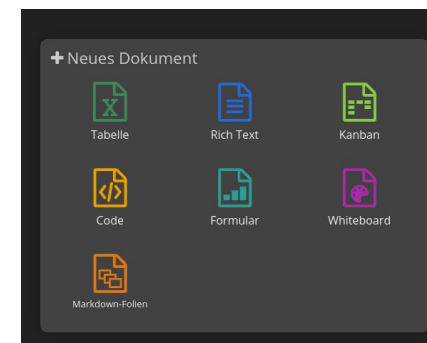 Neues Dokument
Tabelle
Rich Text
Kanban
Code
Formular
Whiteboard
Markdown-Folien